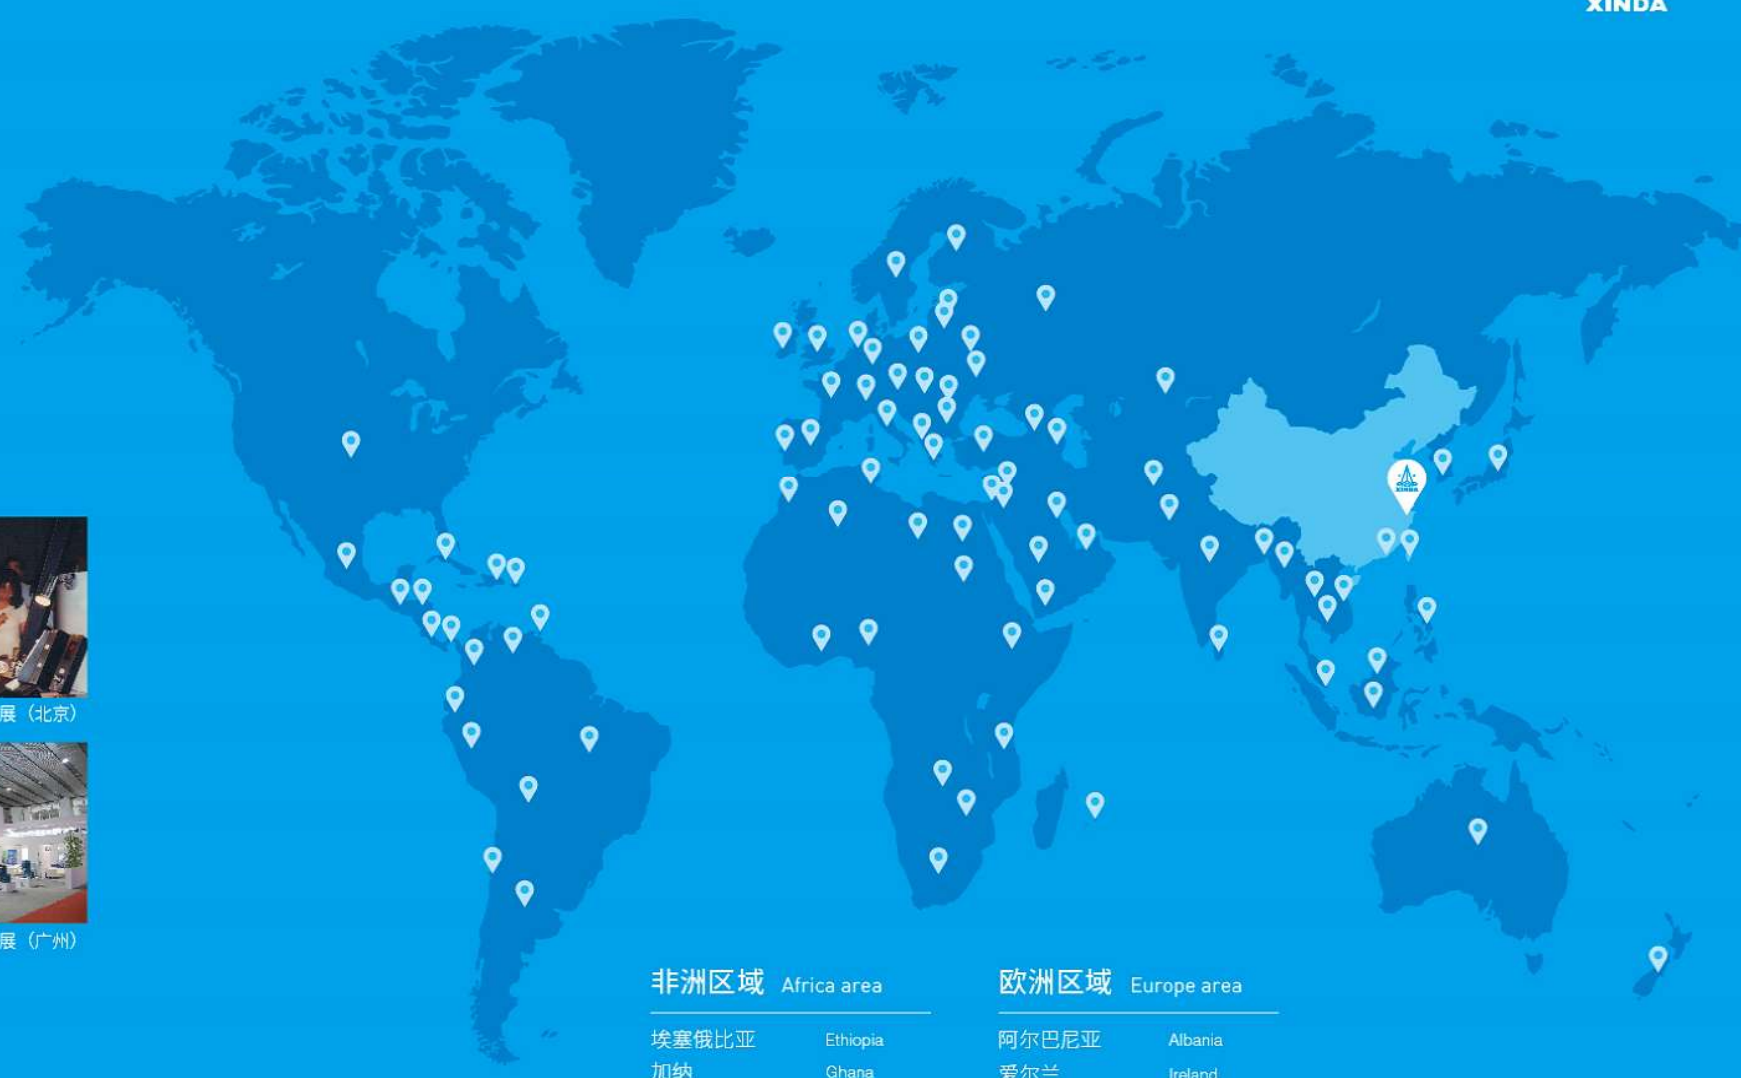 XINDA
XINDA
展（北京）
展（广州）
非洲区域 Africa area
欧洲区域 Europe area
埃塞俄比亚 Ethiopia
阿尔巴尼亚 Albania
加纳 Ghana
爱尔兰 Ireland